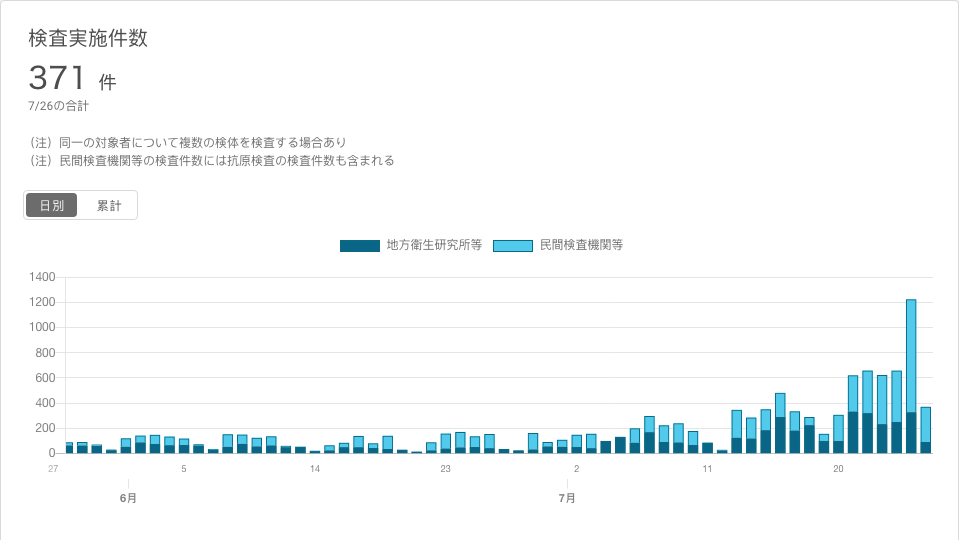 検査実施件数
371 件
7/26の合計
（注）同一の対象者について複数の検体を検査する場合あり
（注）民間検査機関等の検査件数には抗原検査の検査件数も含まれる
日別 累計
地方衛生研究所等 民間検査機関等
1400
1200
1000
800
600
400
200
0
27 5 14 23 2 11 20
6月 7月